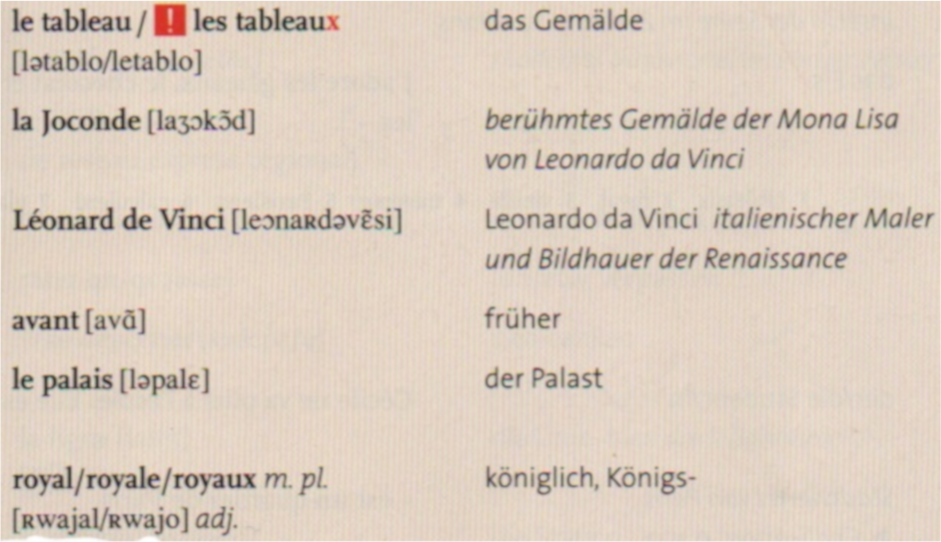 le tableau / ! les tableaux das Gemälde
[lətablo/letablo]
la Joconde [laʒɔkɔ̃d] berühmtes Gemälde der Mona Lisa
von Leonardo da Vinci
Léonard de Vinci [leɔnaʀdəvɛ̃si] Leonardo da Vinci italienischer Maler
und Bildhauer der Renaissance
avant [avɑ̃] früher
le palais [ləpalɛ] der Palast
royal/royale/royaux m. pl. königlich, Königs-
[ʀwajal/ʀwajo] adj.